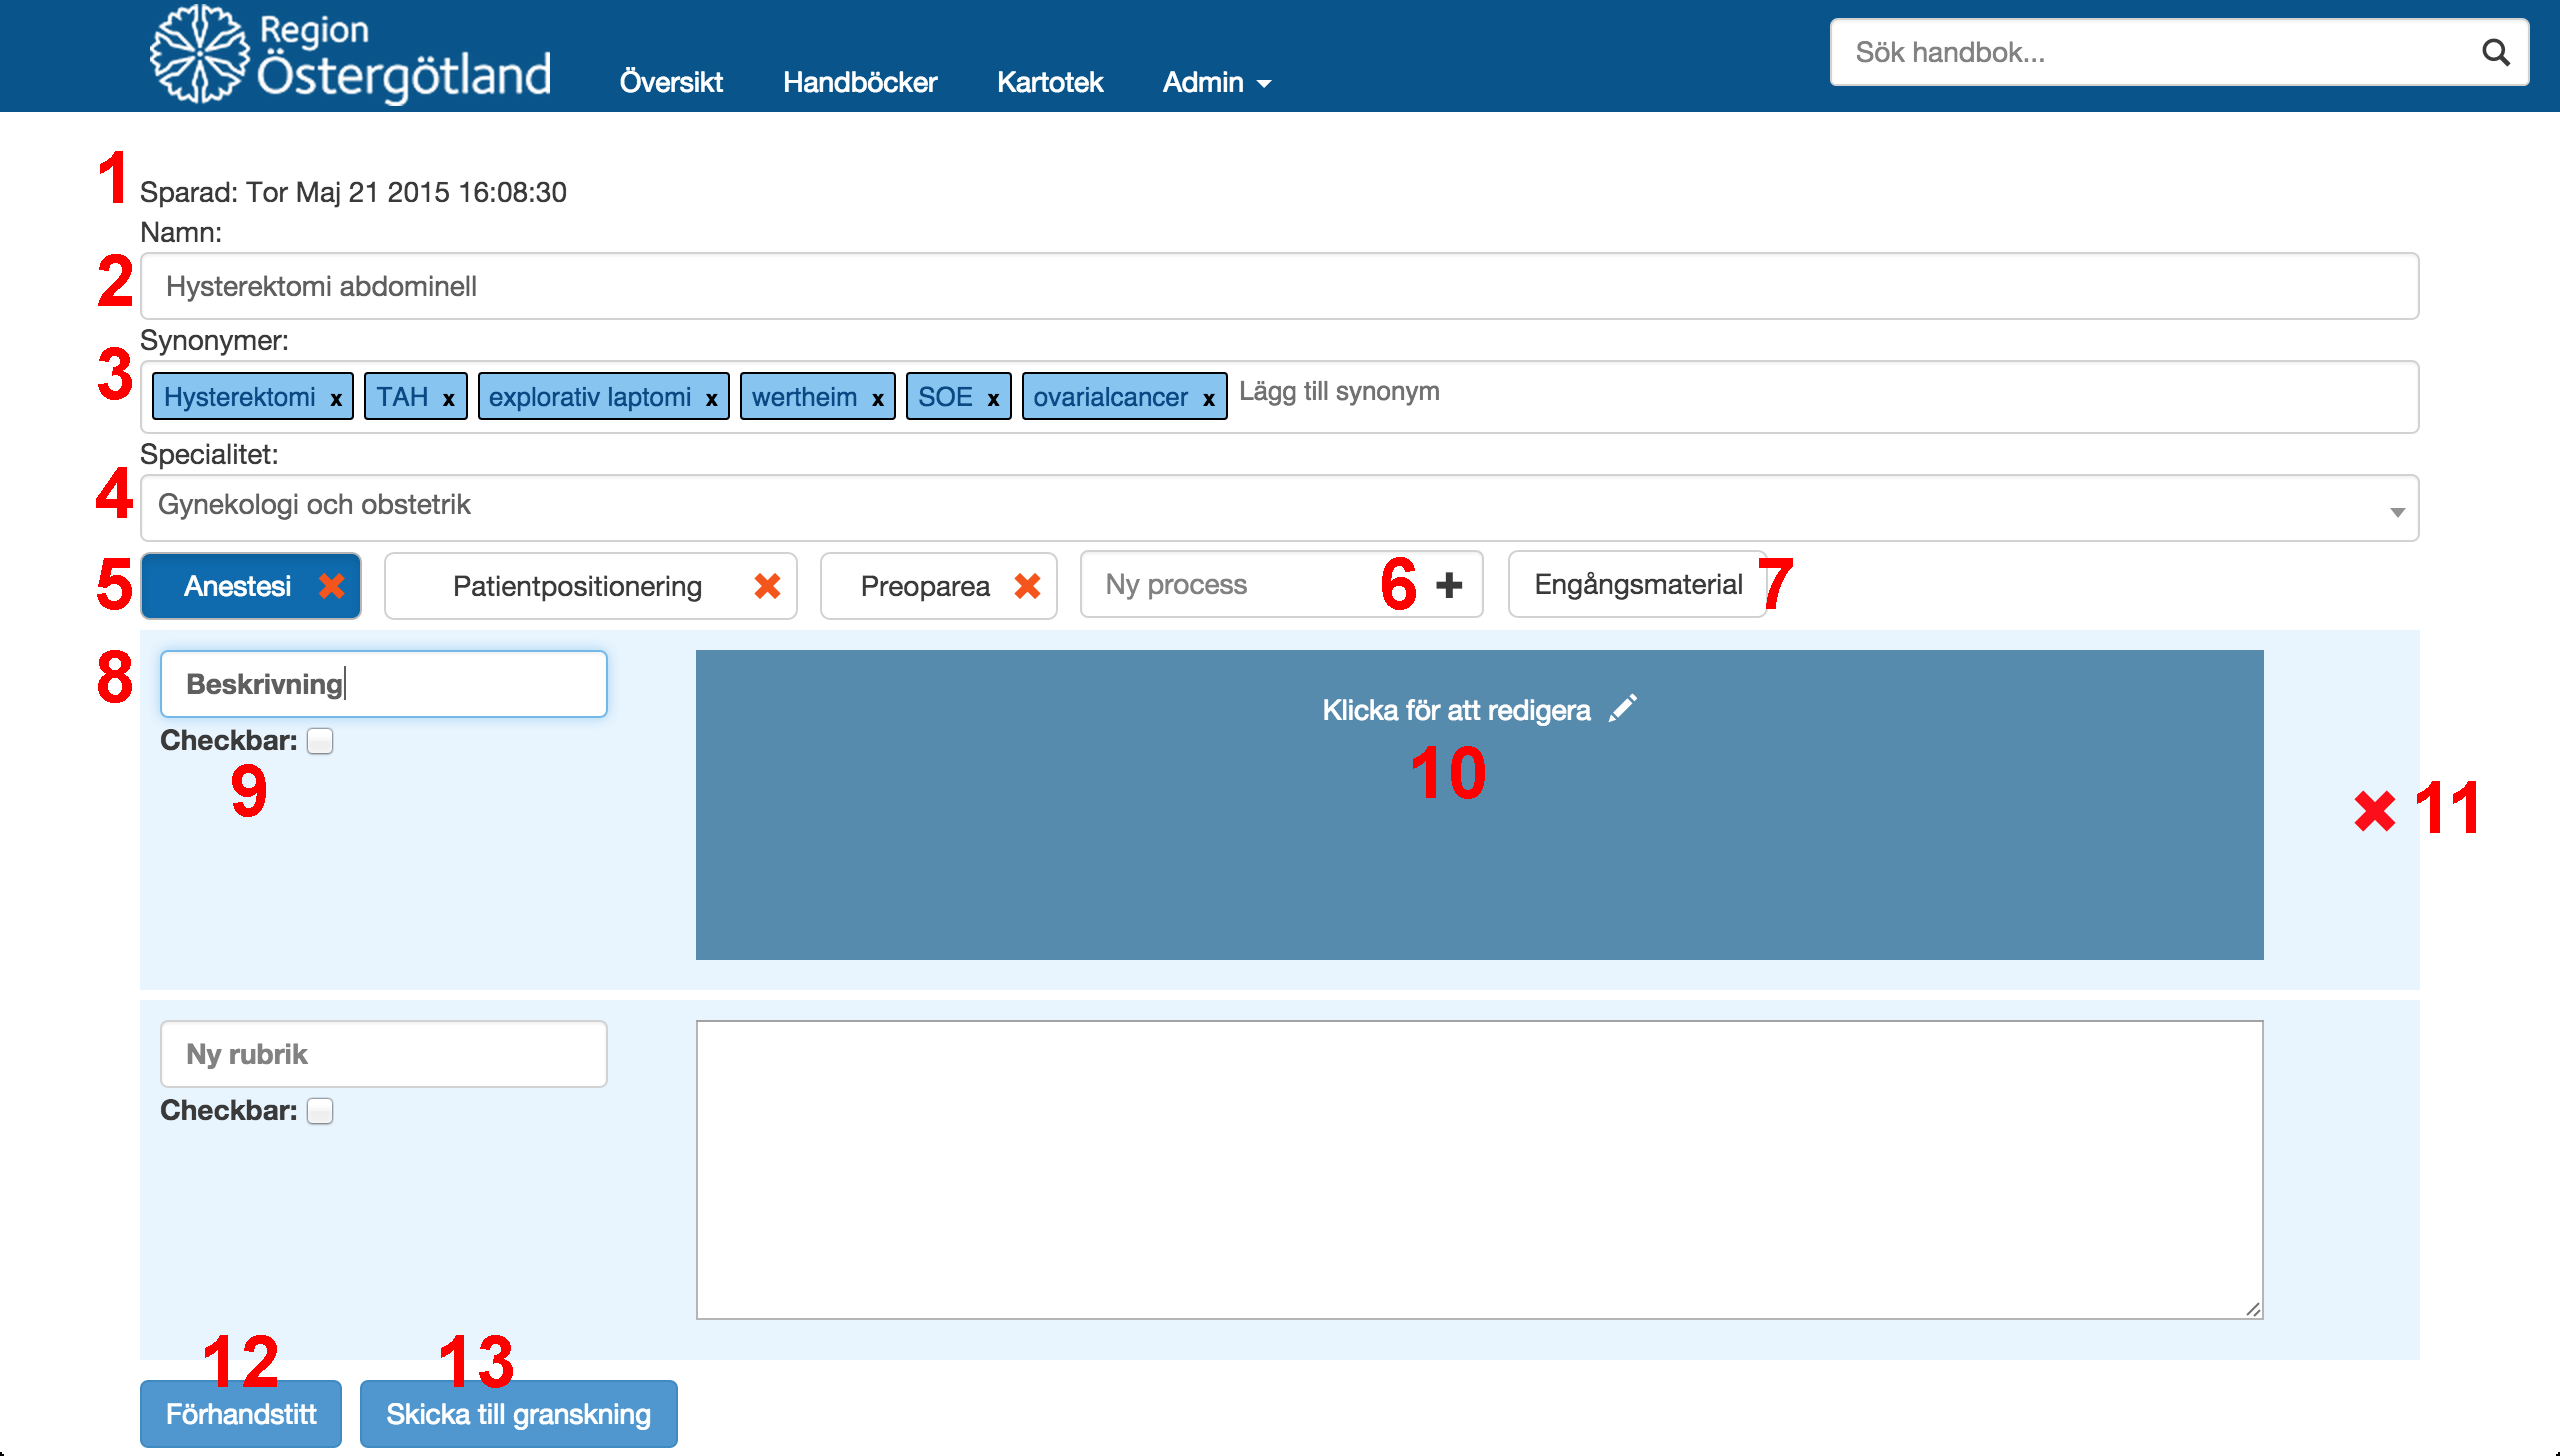 Region
Östergötland
Översikt Handböcker Kartotek Admin
Sök handbok...
1 Sparad: Tor Maj 21 2015 16:08:30
Namn:
2 Hysterektomi abdominell
Synonymer:
3 Hysterektomi x TAH x explorativ laptomi x wertheim x SOE x ovarialcancer x Lägg till synonym
Specialitet:
4 Gynekologi och obstetrik
5 Anestesi Patientpositionering Preoparea Ny process 6 Engångsmaterial 7
8 Beskrivning Klicka för att redigera
Checkbar:
9 10 11
Ny rubrik
Checkbar:
12 13
Förhandstitt Skicka till granskning